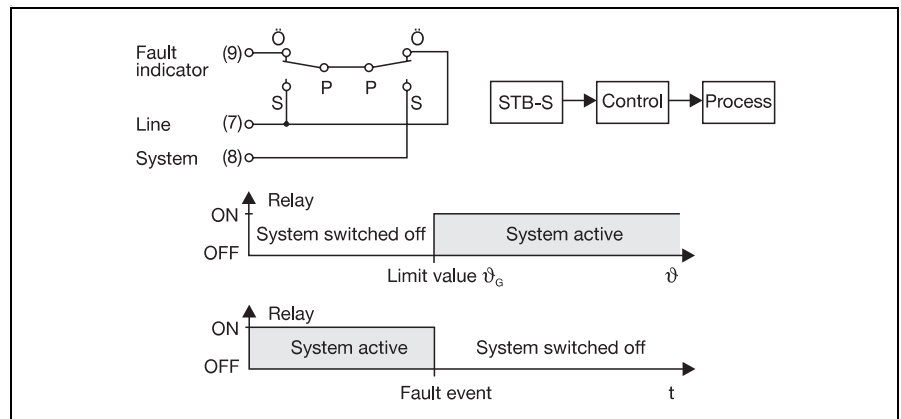 Ö Ö
Fault indicator (9)
P P
S S
Line (7)
System (8)
STB-S Control Process
Relay
ON
System switched off System active
OFF
Limit value ϑG ϑ
Relay
ON
System active System switched off
OFF
Fault event t